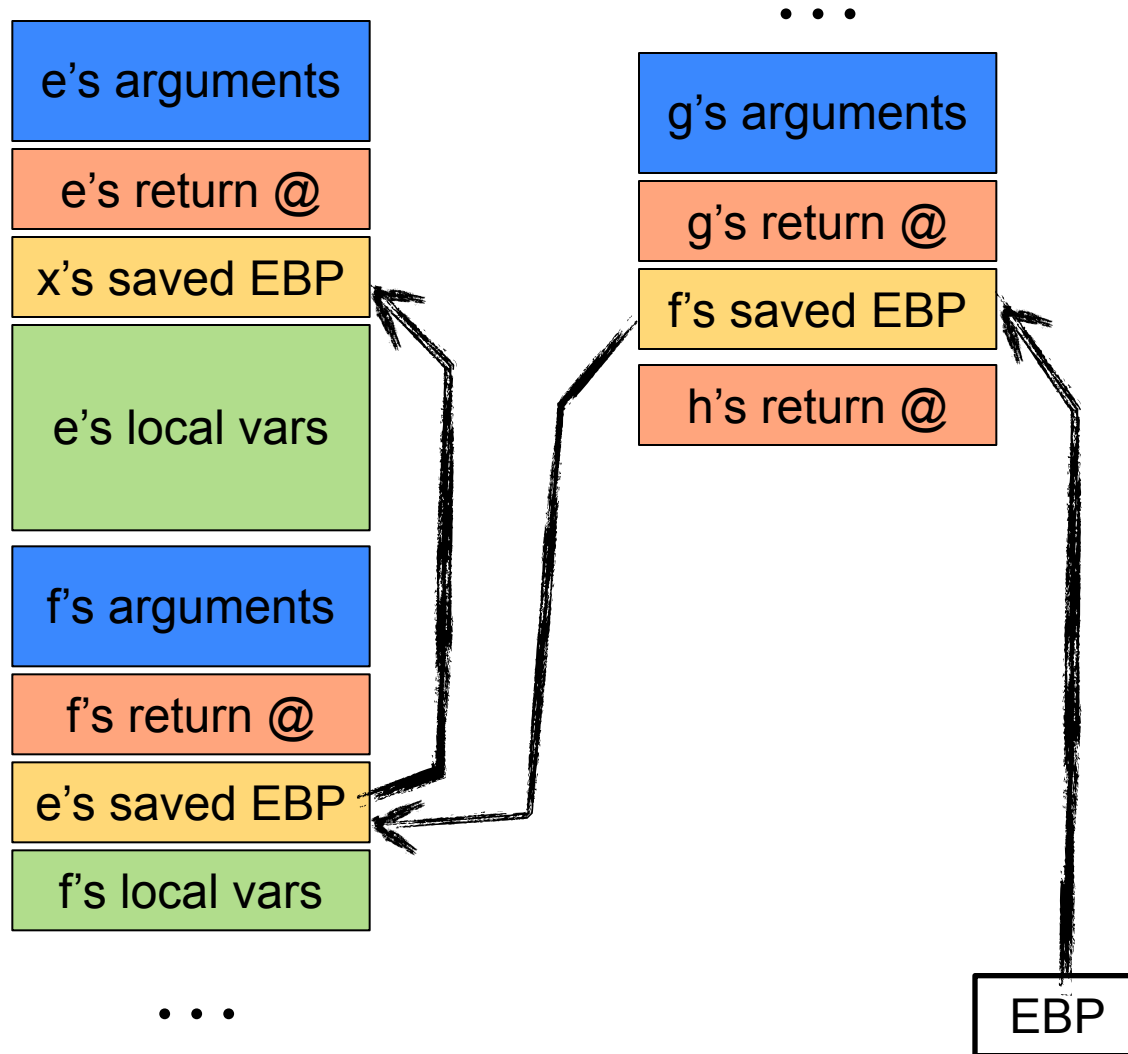 e’s arguments
e’s return @
x’s saved EBP
e’s local vars
f’s arguments
f’s return @
e’s saved EBP
f’s local vars
...
...
g’s arguments
g’s return @
f’s saved EBP
h’s return @
EBP